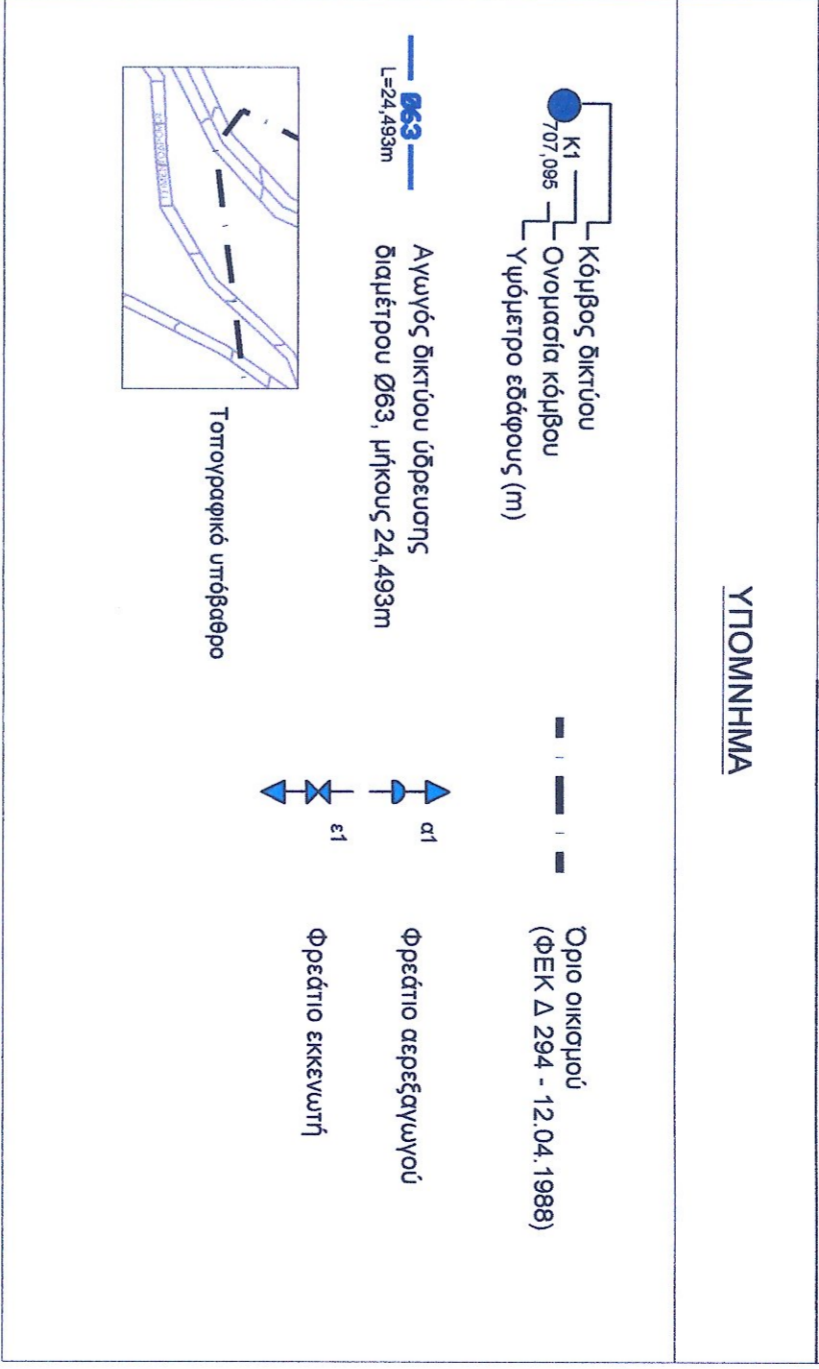 ΥΠΟΜΝΗΜΑ
Κόμβος δικτύου
K1
Ονομασία κόμβου
707,095
Υψόμετρο εδάφους (m)
Όριο οικισμού
(ΦΕΚ Δ 294 - 12.04.1988)
Ø63
L=24,493m
Αγωγός δικτύου ύδρευσης
διαμέτρου Ø63, μήκους 24,493m
α1
Φρεάτιο αερεξαγωγού
ε1
Φρεάτιο εκκενωτή
Τοπογραφικό υπόβαθρο